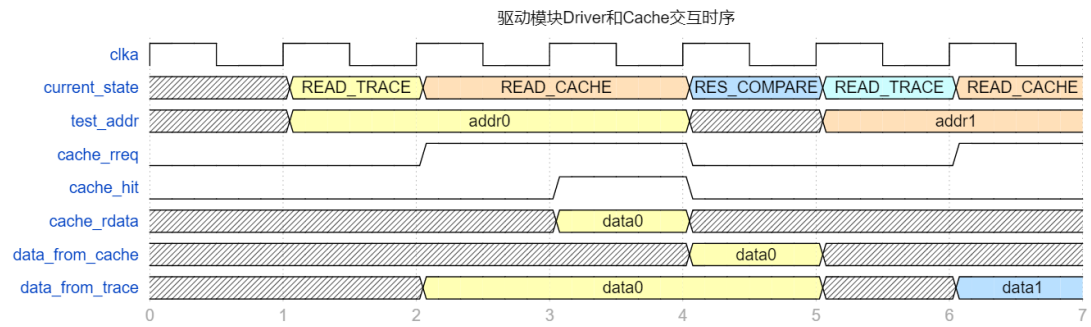 驱动模块Driver和Cache交互时序
clka
current_state READ_TRACE READ_CACHE RES_COMPARE READ_TRACE READ_CACHE
test_addr addr0 addr1
cache_rreq
cache_hit
cache_rdata data0
data_from_cache data0
data_from_trace data0 data1
0 1 2 3 4 5 6 7